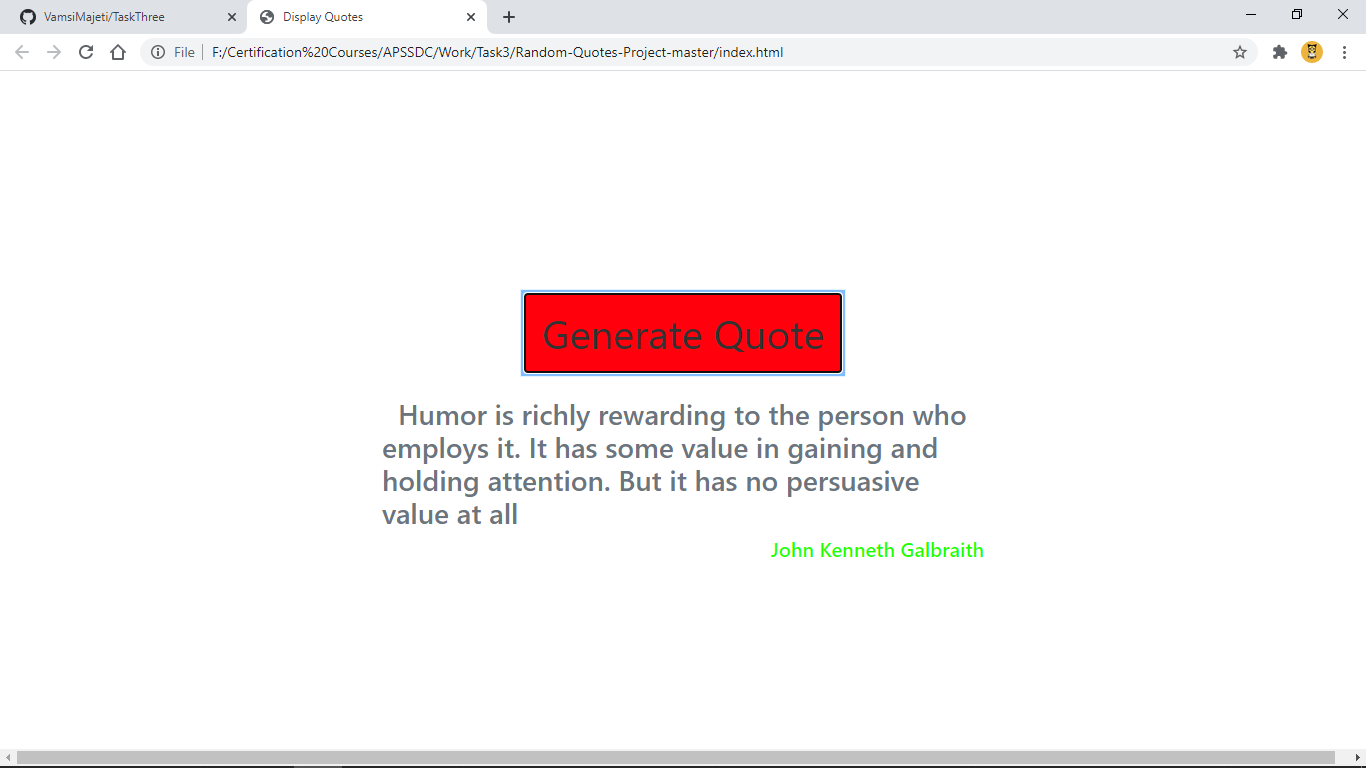 VamsiMajeti/TaskThree
Display Quotes
File
F:/Certification%20Courses/APSSDC/Work/Task3/Random-Quotes-Project-master/index.html
Generate Quote
Humor is richly rewarding to the person who
employs it. It has some value in gaining and
holding attention. But it has no persuasive
value at all
John Kenneth Galbraith